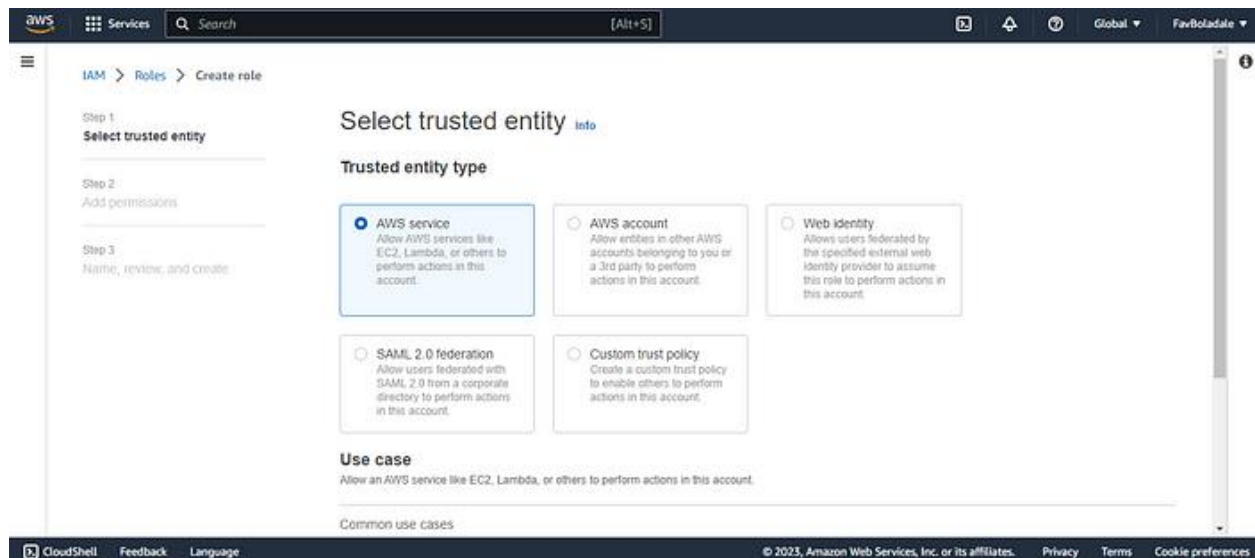 aws
Services
Search
[Alt+S]
Global
FavBoladale
IAM > Roles > Create role
Step 1
Select trusted entity
Step 2
Add permissions
Step 3
Name, review, and create
Select trusted entity Info
Trusted entity type
AWS service
Allow AWS services like
EC2, Lambda, or others to
perform actions in this
account.
AWS account
Allow entities in other AWS
accounts belonging to you or
a 3rd party to perform
actions in this account.
Web identity
Allows users federated by
the specified external web
identity provider to assume
this role to perform actions in
this account.
SAML 2.0 federation
Allow users federated with
SAML 2.0 from a corporate
directory to perform actions
in this account.
Custom trust policy
Create a custom trust policy
to enable others to perform
actions in this account.
Use case
Allow an AWS service like EC2, Lambda, or others to perform actions in this account.
Common use cases
CloudShell
Feedback
Language
© 2023, Amazon Web Services, Inc. or its affiliates.
Privacy
Terms
Cookie preferences